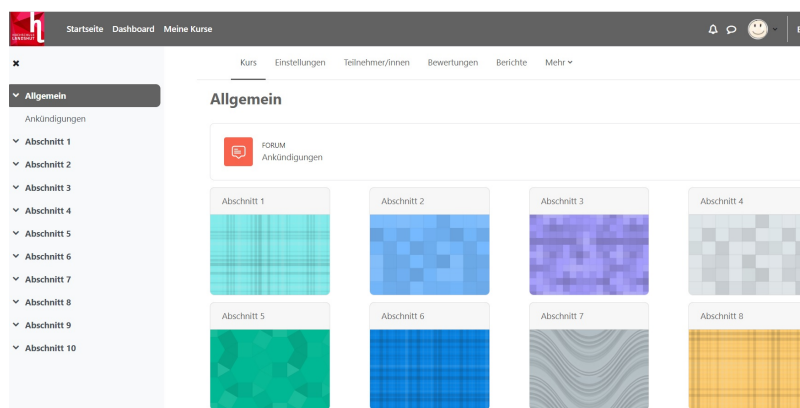 HOCHSCHULE
LANDSHUT
Startseite Dashboard Meine Kurse
Kurs Einstellungen Teilnehmer/innen Bewertungen Berichte Mehr
Allgemein
Ankündigungen
Abschnitt 1
Abschnitt 2
Abschnitt 3
Abschnitt 4
Abschnitt 5
Abschnitt 6
Abschnitt 7
Abschnitt 8
Abschnitt 9
Abschnitt 10
Allgemein
FORUM
Ankündigungen
Abschnitt 1 Abschnitt 2 Abschnitt 3 Abschnitt 4
Abschnitt 5 Abschnitt 6 Abschnitt 7 Abschnitt 8